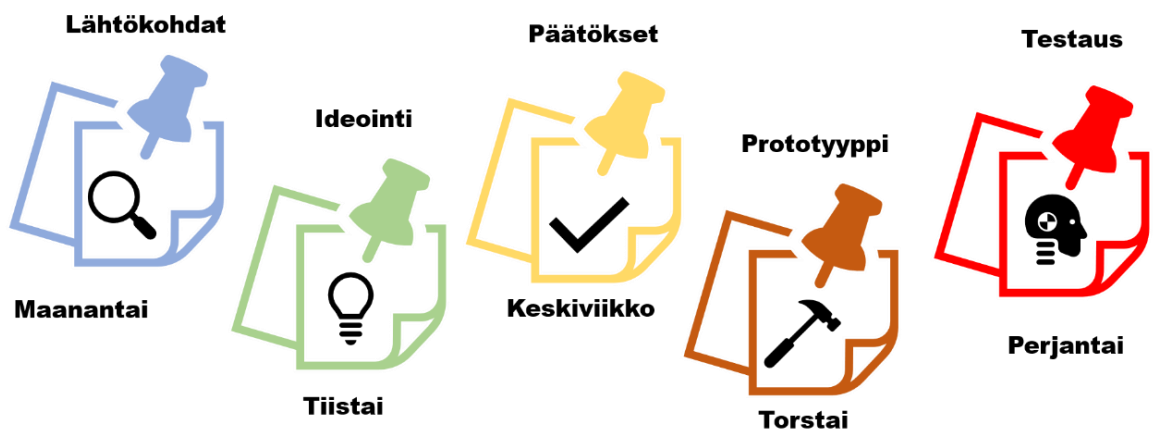 Lähtökohdat
Maanantai
Ideointi
Tiistai
Päätökset
Keskiviikko
Prototyyppi
Torstai
Testaus
Perjantai